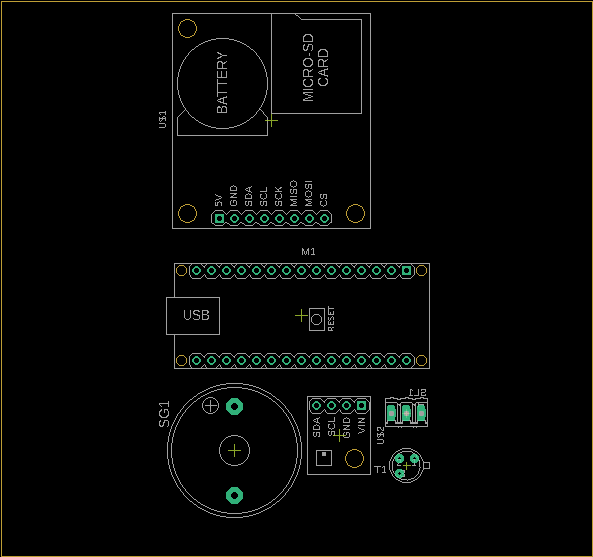 BATTERY
MICRO-SD
CARD
U$1
5V
GND
SDA
SCL
SCK
MISO
MOSI
CS
M1
USB
RESET
SG1
SDA
SCL
GND
VIN
U$2
T1